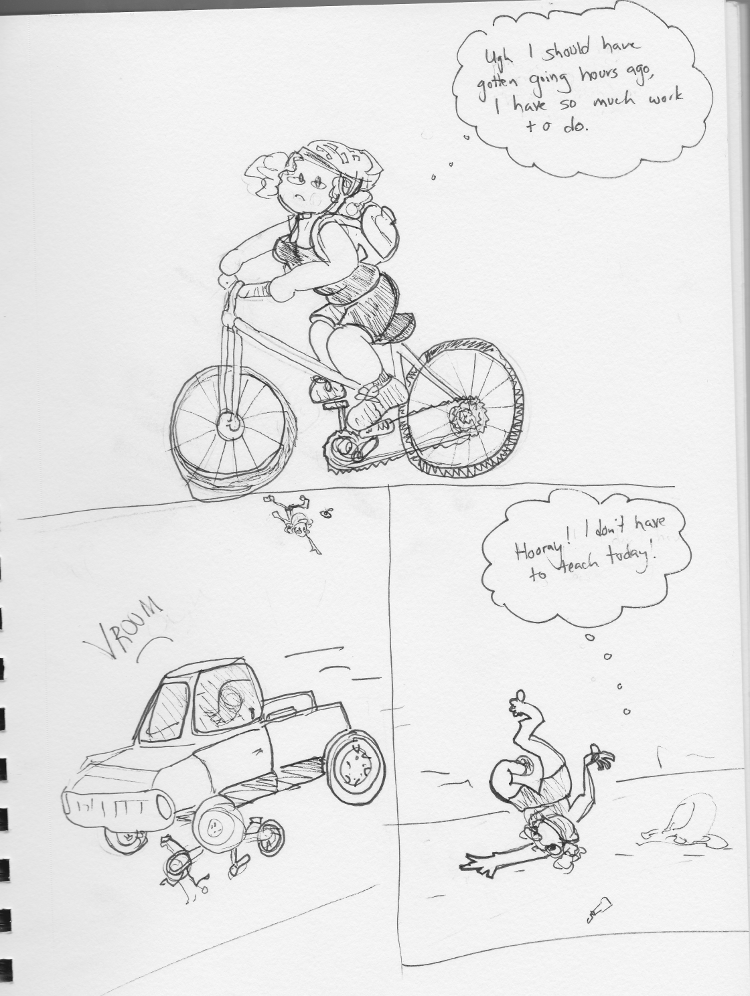 Ugh I should have
gotten going hours ago,
I have so much work
to do.
VROOM
Hooray! I don't have
to teach today!